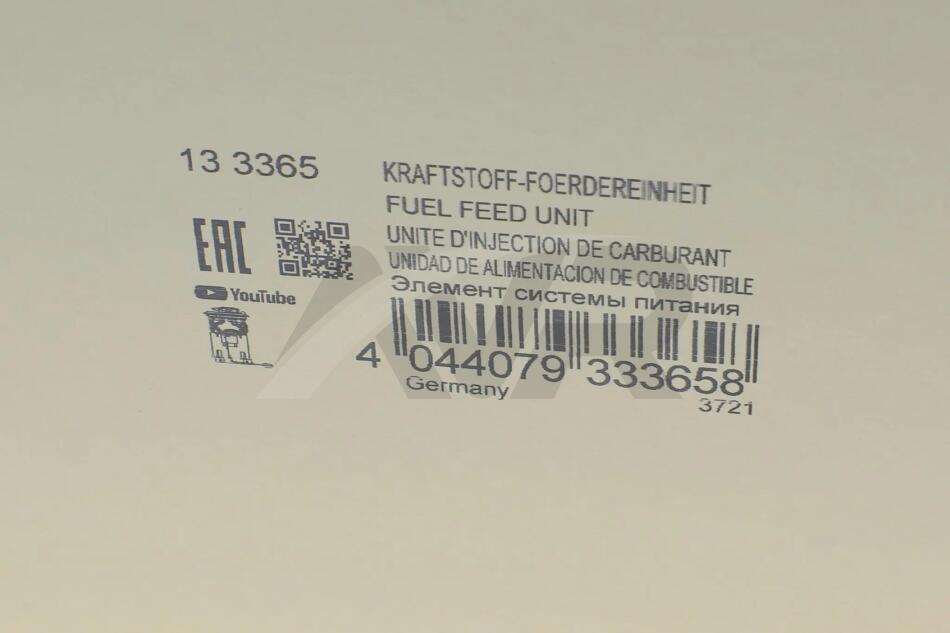 13 3365
KRAFTSTOFF-FOERDEREINHEIT
FUEL FEED UNIT
UNITE D'INJECTION DE CARBURANT
UNIDAD DE ALIMENTACION DE COMBUSTIBLE
Элемент системы питания
EAC
YouTube
4 044079 333658
Germany
3721